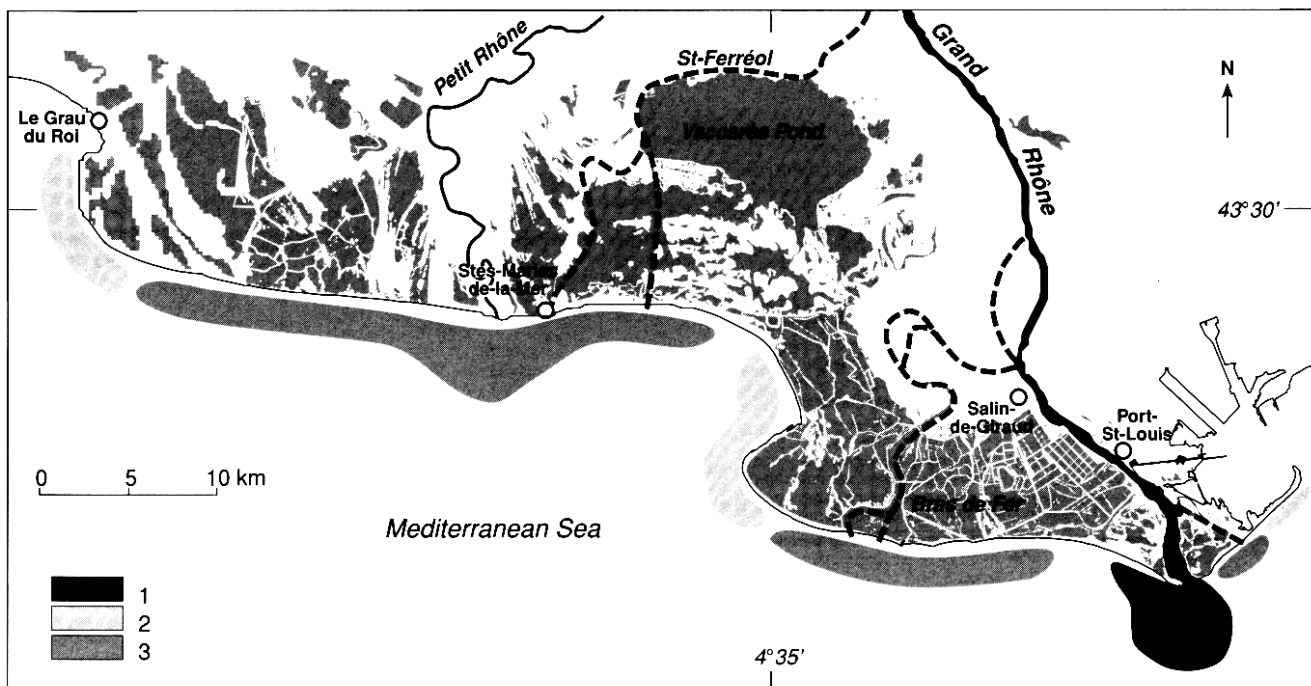 Petit Rhône
St-Ferréol
Grand
Rhône
N
Le Grau
du Roi
Vaccarès Pond
43°30'
Stes-Maries
de-la-Mer
Salin-
de-Giraud
Port-
St-Louis
0 5 10 km
Bras de Fer
Mediterranean Sea
1
2
3
4°35'